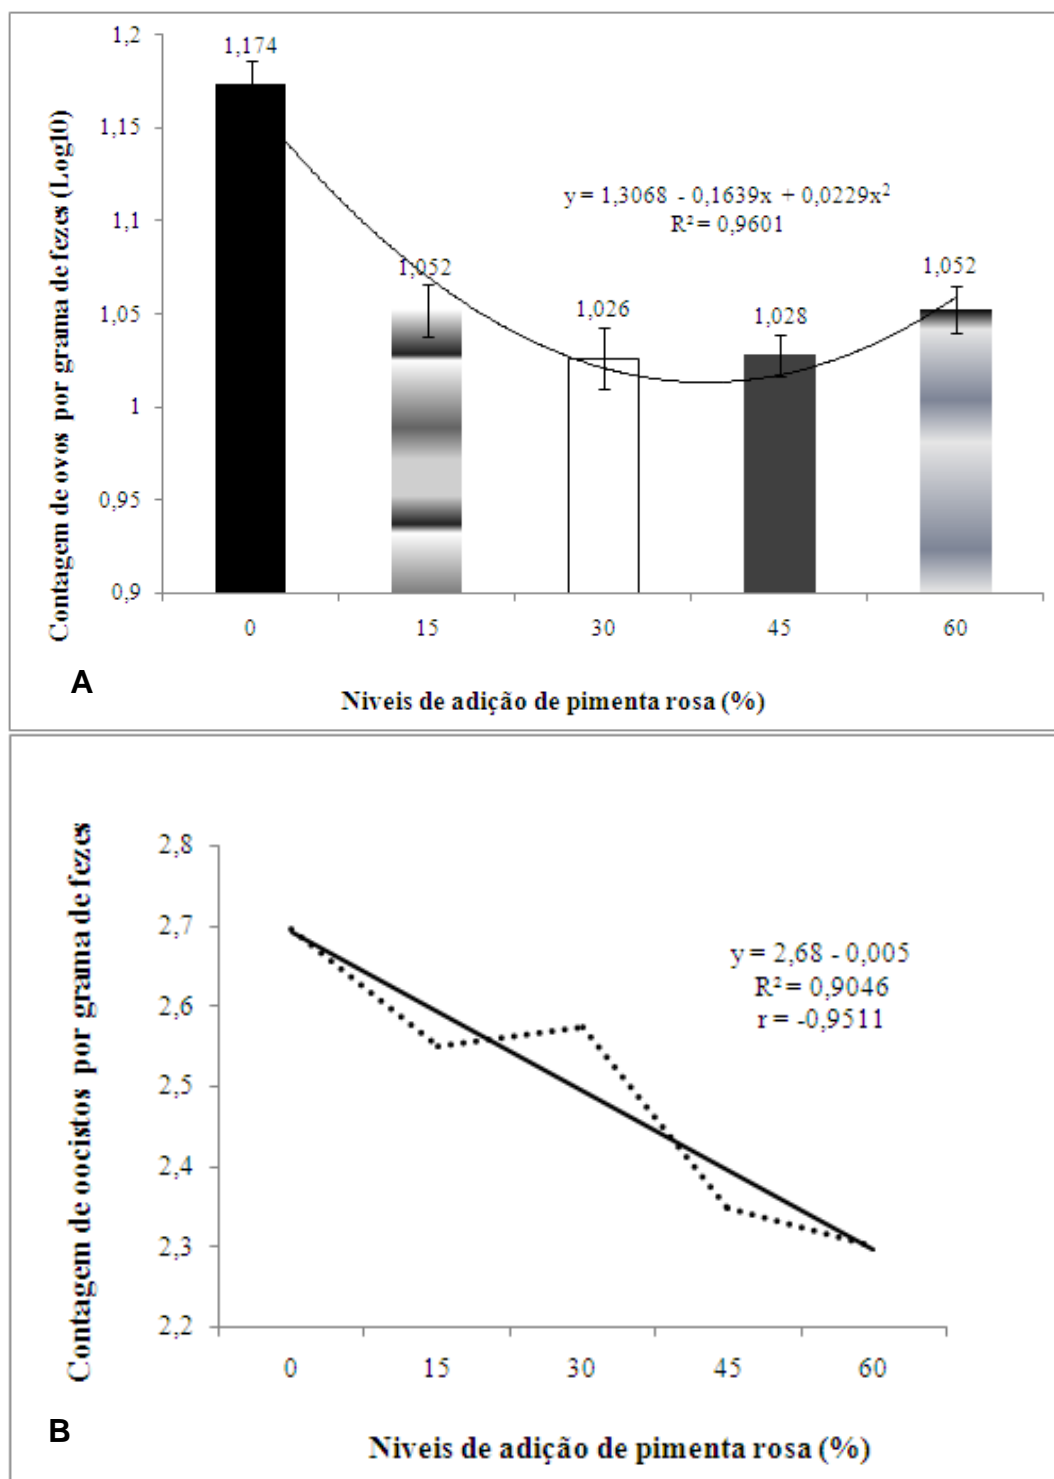 Contagem de ovos por grama de fezes (Log10)
1,2
1,15
1,1
1,05
1
0,95
0,9
1,174
1,052
1,026
1,028
1,052
y = 1,3068 - 0,1639x + 0,0229x²
R² = 0,9601
0 15 30 45 60
A
Niveis de adição de pimenta rosa (%)
Contagem de oocistos por grama de fezes
2,8
2,7
2,6
2,5
2,4
2,3
2,2
y = 2,68 - 0,005
R² = 0,9046
r = -0,9511
0 15 30 45 60
B
Niveis de adição de pimenta rosa (%)